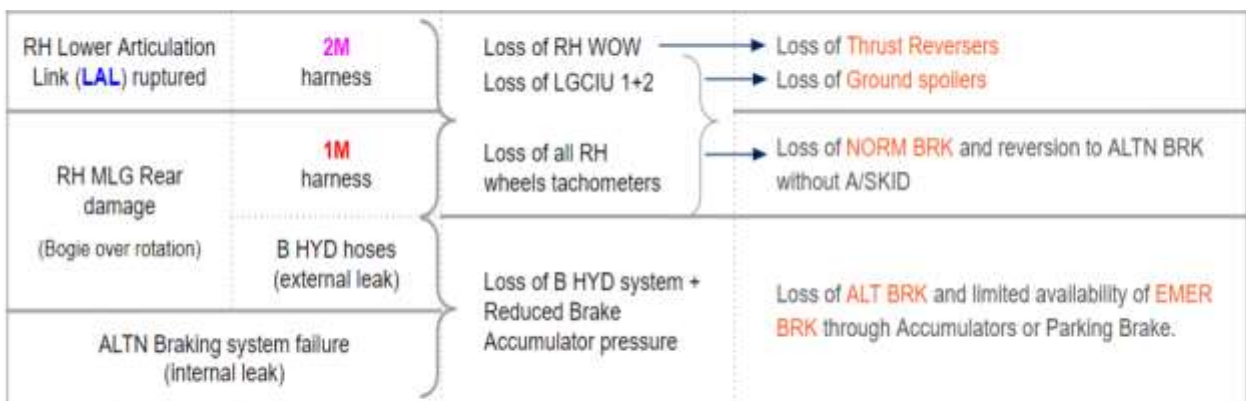 RH Lower Articulation
Link (LAL) ruptured
2M
harness
Loss of RH WOW
Loss of LGCIU 1+2
Loss of Thrust Reversers
Loss of Ground spoilers
RH MLG Rear
damage
(Bogie over rotation)
1M
harness
Loss of all RH
wheels tachometers
Loss of NORM BRK and reversion to ALTN BRK
without A/SKID
B HYD hoses
(external leak)
ALTN Braking system failure
(internal leak)
Loss of B HYD system +
Reduced Brake
Accumulator pressure
Loss of ALT BRK and limited availability of EMER
BRK through Accumulators or Parking Brake.